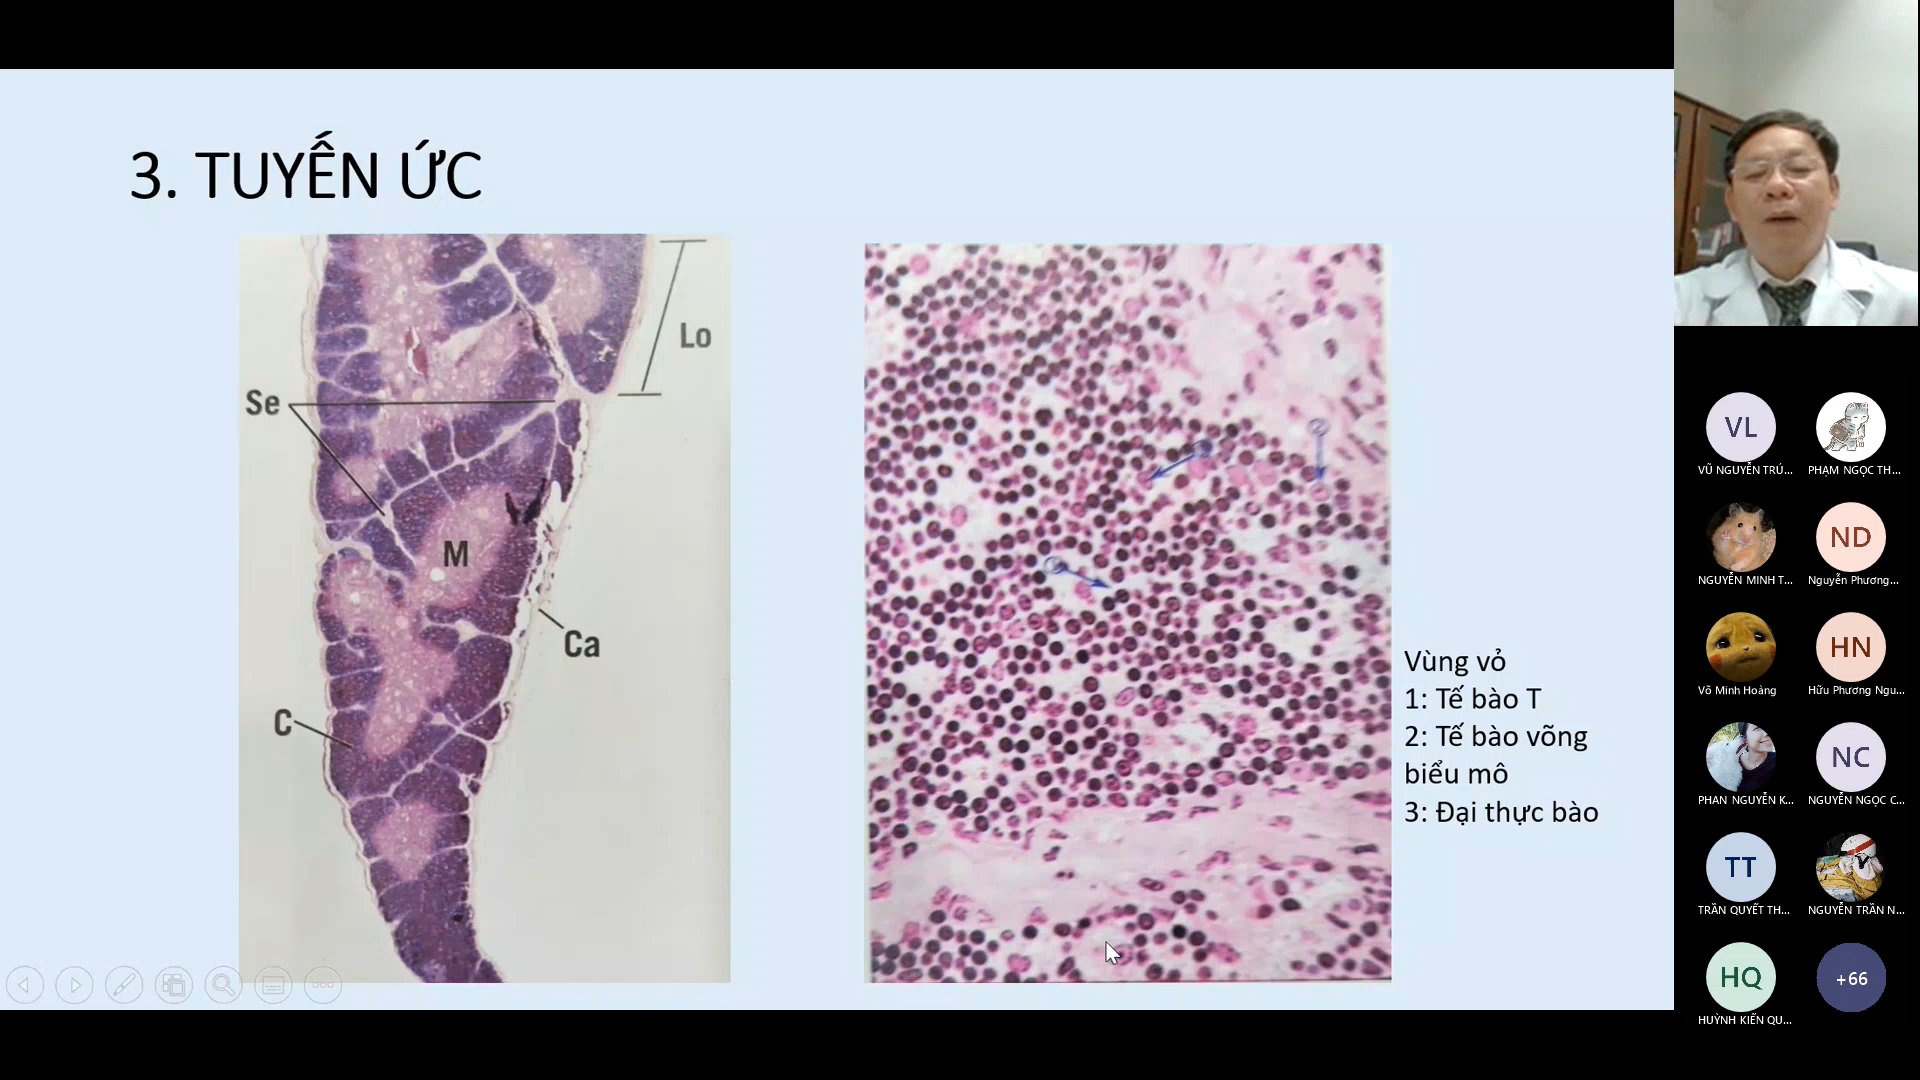 3. TUYẾN ỨC
Lo
Se
M
Ca
C
Vùng vỏ
1: Tế bào T
2: Tế bào võng
biểu mô
3: Đại thực bào
VL
VŨ NGUYỄN TRÚ...
PHẠM NGỌC TH...
NGUYỄN MINH T...
ND
Nguyễn Phương...
Võ Minh Hoàng
HN
Hữu Phương Ngu...
PHAN NGUYỄN K...
NC
NGUYỄN NGỌC C...
TT
TRẦN QUYẾT TH...
NGUYỄN TRẦN N...
HQ
HUỲNH KIẾN QU...
+66